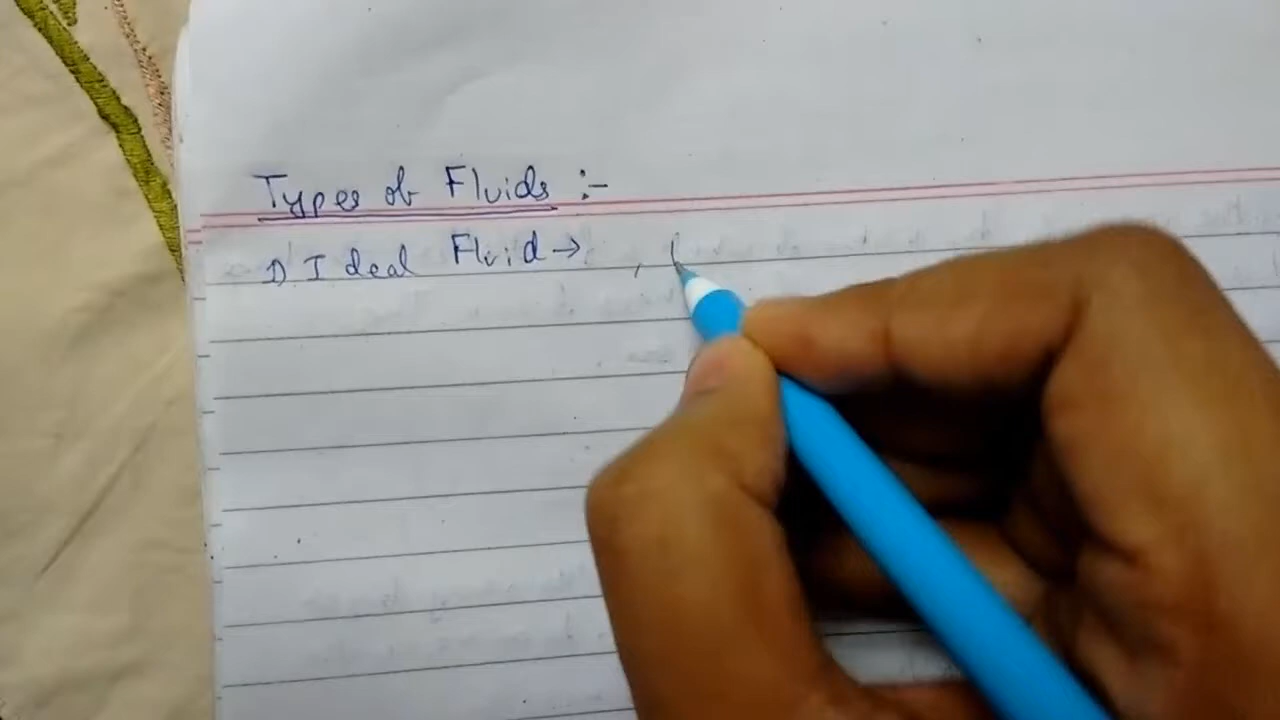 Types of Fluids :-
1) Ideal Fluid →